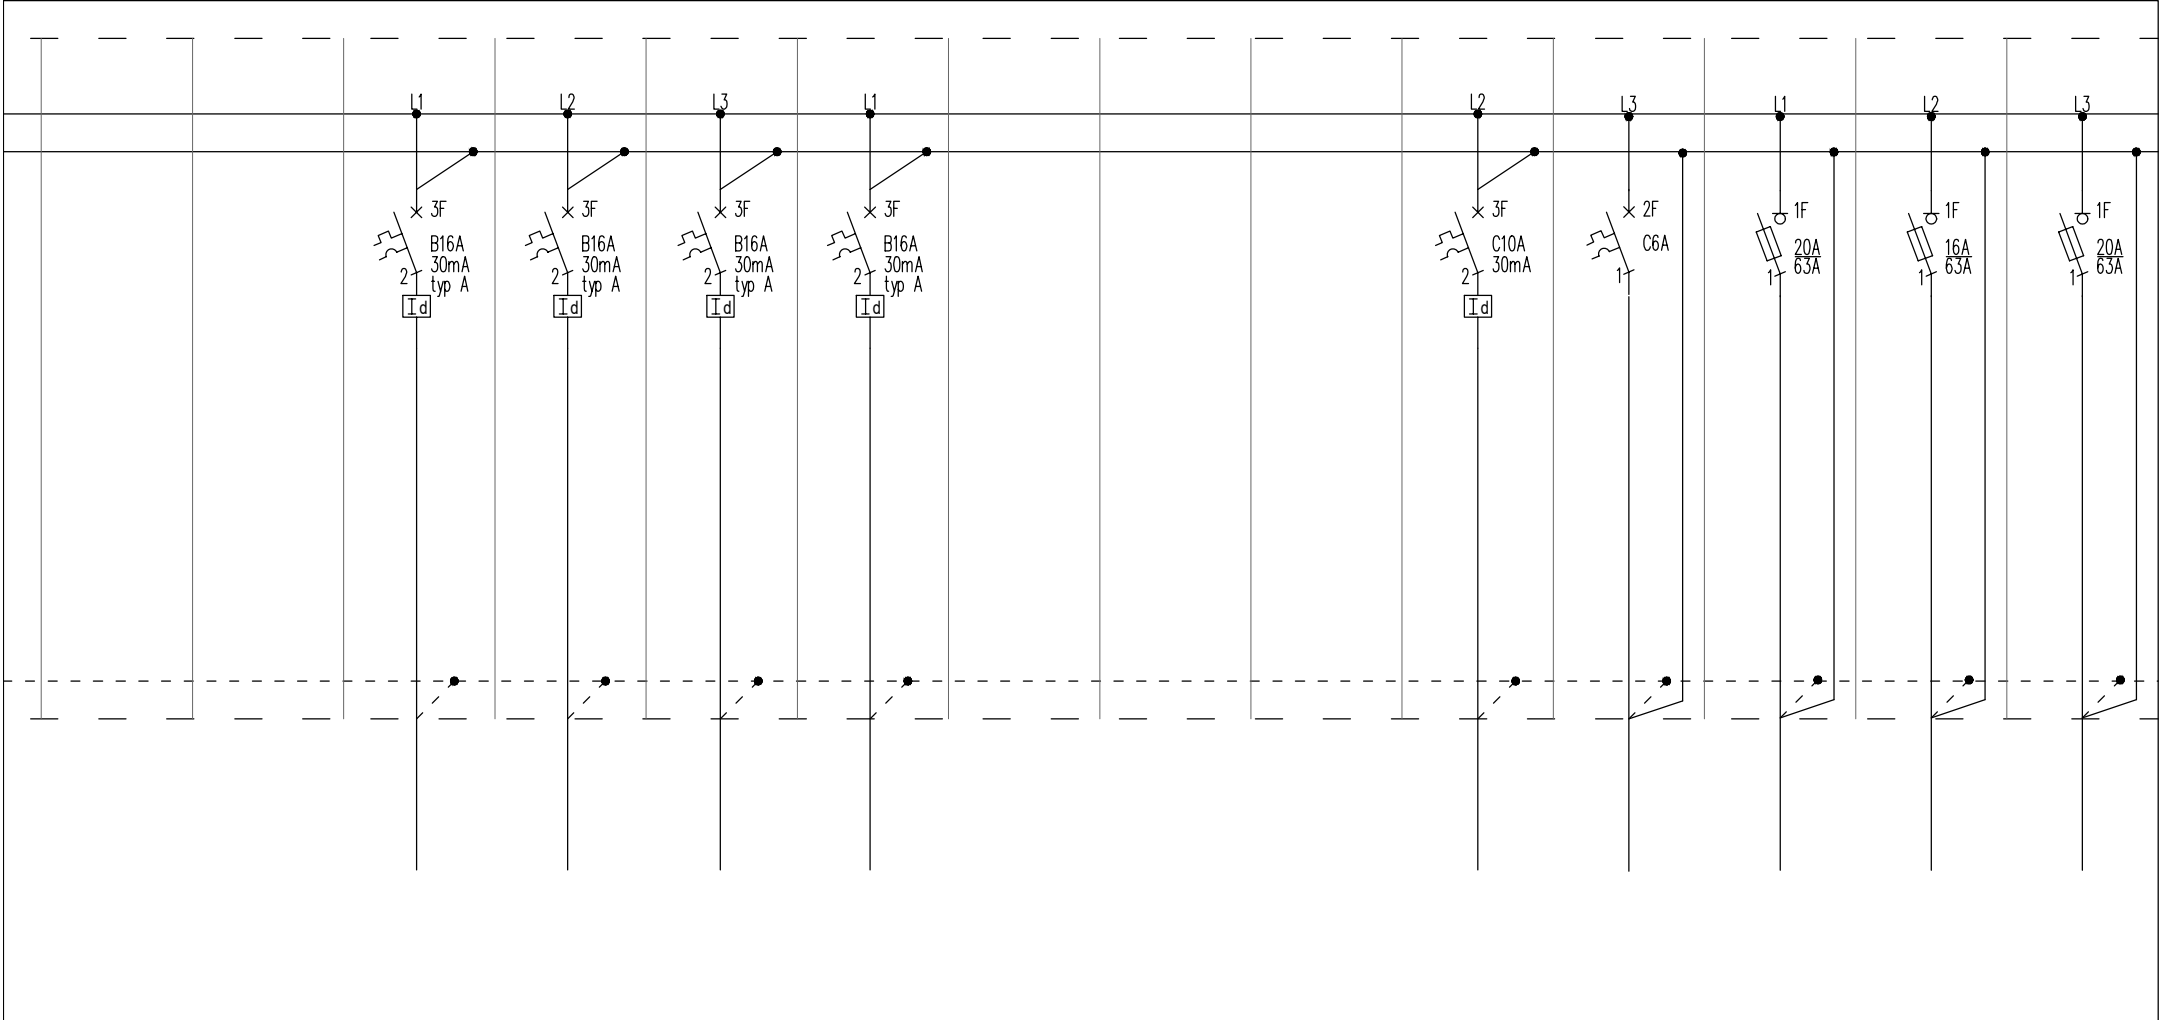 L1
L2
L3
L1
L2
L3
L1
L2
L3
3F
B16A
30mA
typ A
2
Id
3F
B16A
30mA
typ A
2
Id
3F
B16A
30mA
typ A
2
Id
3F
B16A
30mA
typ A
2
Id
3F
C10A
30mA
2
Id
2F
C6A
1
1F
20A
63A
1
1F
16A
63A
1
1F
20A
63A
1